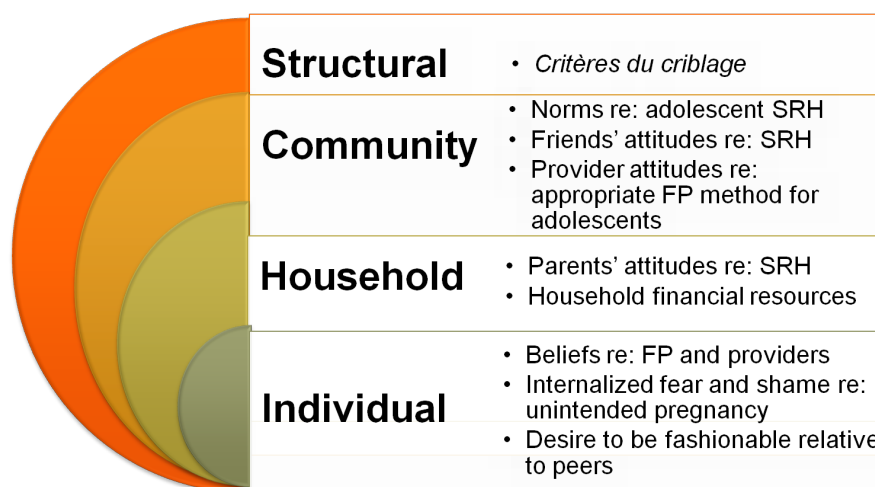 Structural
• Critères du criblage
Community
• Norms re: adolescent SRH
• Friends' attitudes re: SRH
• Provider attitudes re:
appropriate FP method for
adolescents
Household
• Parents' attitudes re: SRH
• Household financial resources
Individual
• Beliefs re: FP and providers
• Internalized fear and shame re:
unintended pregnancy
• Desire to be fashionable relative
to peers